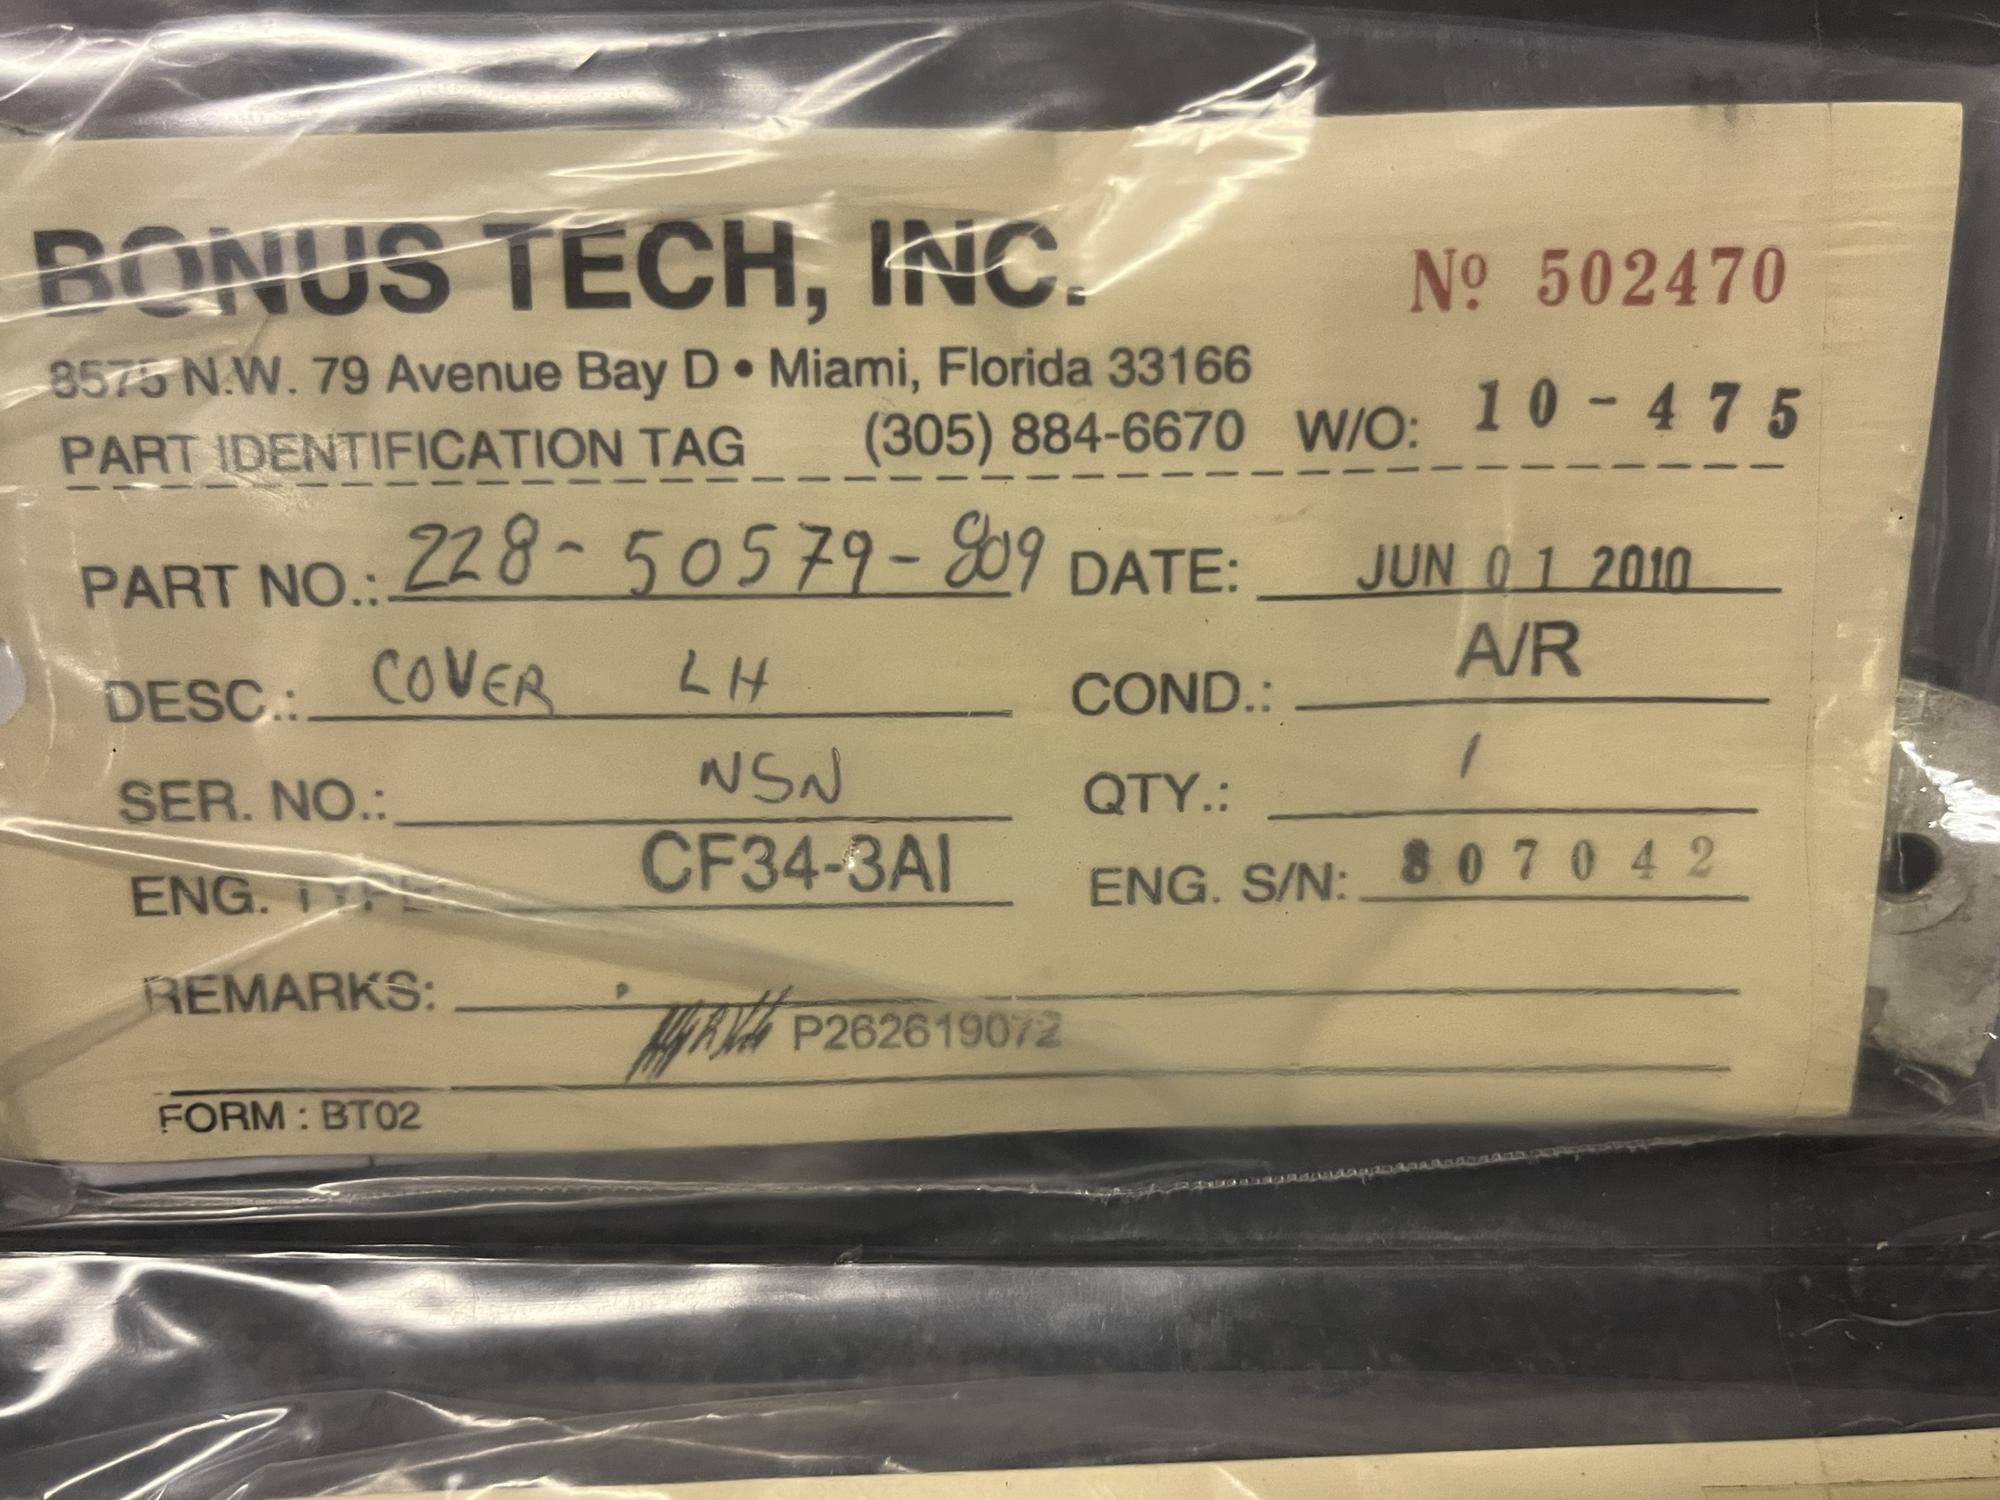 BONUS TECH, INC.
Nº 502470
8575 N.W. 79 Avenue Bay D • Miami, Florida 33166
PART IDENTIFICATION TAG (305) 884-6670 W/O: 10-475
PART NO.: 228-50579-809 DATE: JUN 01 2010
DESC.: COVER LH COND.: A/R
SER. NO.: NSN QTY.: 1
ENG. TYPE: CF34-3A1 ENG. S/N: 807042
REMARKS:
P262619072
FORM : BT02